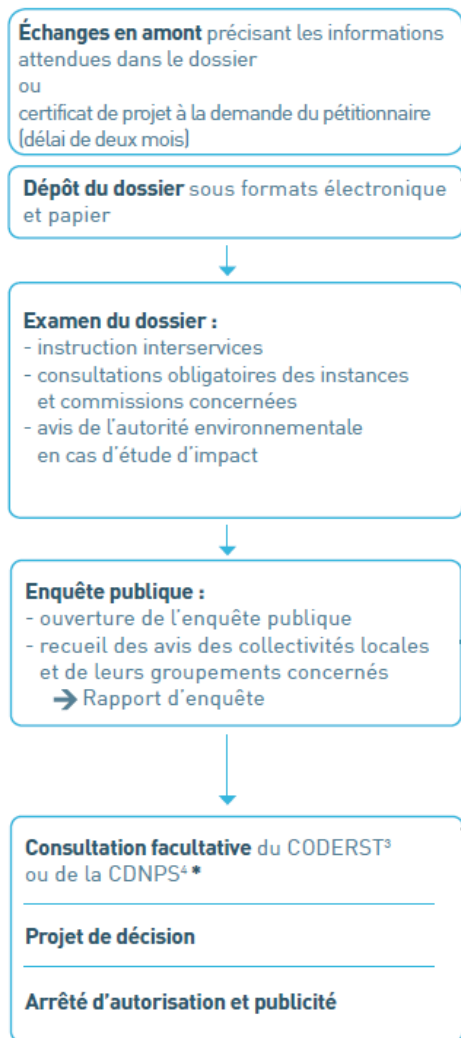 Échanges en amont précisant les informations
attendues dans le dossier
ou
certificat de projet à la demande du pétitionnaire
(délai de deux mois)
Dépôt du dossier sous formats électronique
et papier
Examen du dossier :
- instruction interservices
- consultations obligatoires des instances
et commissions concernées
- avis de l'autorité environnementale
en cas d'étude d'impact
Enquête publique :
- ouverture de l'enquête publique
- recueil des avis des collectivités locales
et de leurs groupements concernés
➔ Rapport d'enquête
Consultation facultative du CODERST³
ou de la CDNPS⁴ *
Projet de décision
Arrêté d'autorisation et publicité